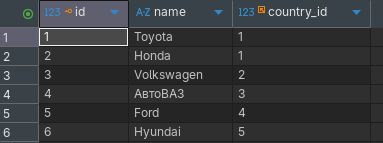 123 id A-Z name 123 country_id
1 1 Toyota 1
2 2 Honda 1
3 3 Volkswagen 2
4 4 АвтоВАЗ 3
5 5 Ford 4
6 6 Hyundai 5